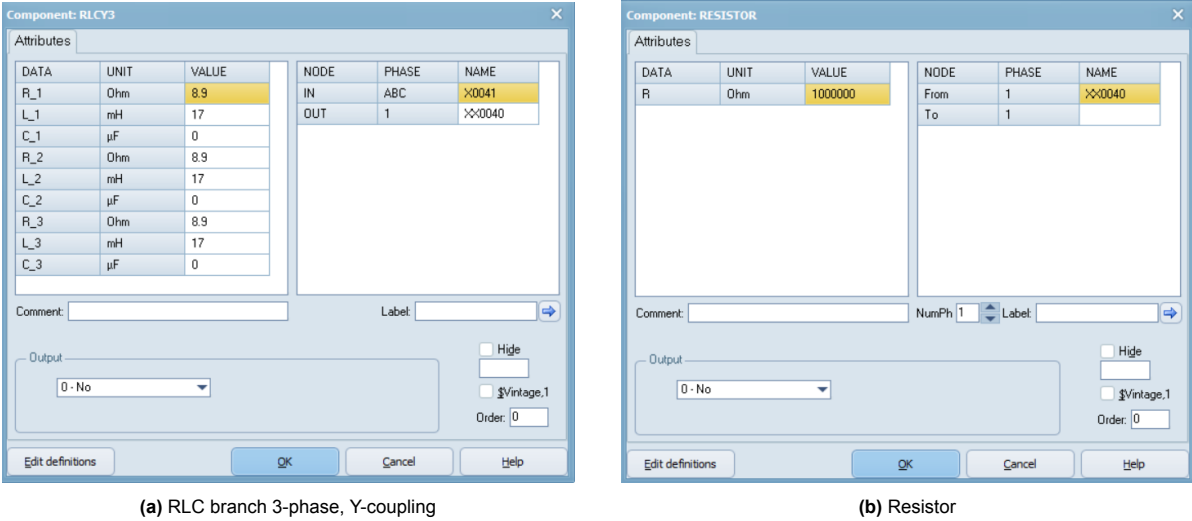 Component: RLCY3
Attributes
DATA UNIT VALUE
R_1 Ohm 8.9
L_1 mH 17
C_1 µF 0
R_2 Ohm 8.9
L_2 mH 17
C_2 µF 0
R_3 Ohm 8.9
L_3 mH 17
C_3 µF 0
NODE PHASE NAME
IN ABC X0041
OUT 1 XX0040
Comment:
Label:
Output
0 - No
Hide
$Vintage,1
Order: 0
Edit definitions
OK
Cancel
Help
(a) RLC branch 3-phase, Y-coupling
Component: RESISTOR
Attributes
DATA UNIT VALUE
R Ohm 1000000
NODE PHASE NAME
From 1 XX0040
To 1
Comment:
NumPh 1
Label:
Output
0 - No
Hide
$Vintage,1
Order: 0
Edit definitions
OK
Cancel
Help
(b) Resistor